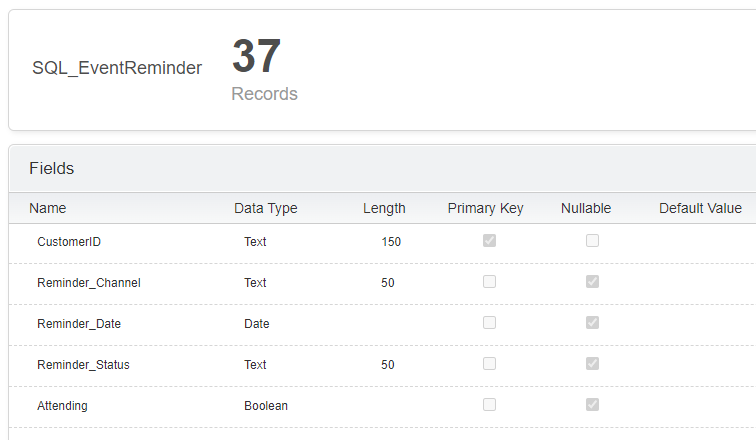 SQL_EventReminder
37
Records
Fields
Name Data Type Length Primary Key Nullable Default Value
CustomerID Text 150
Reminder_Channel Text 50
Reminder_Date Date
Reminder_Status Text 50
Attending Boolean